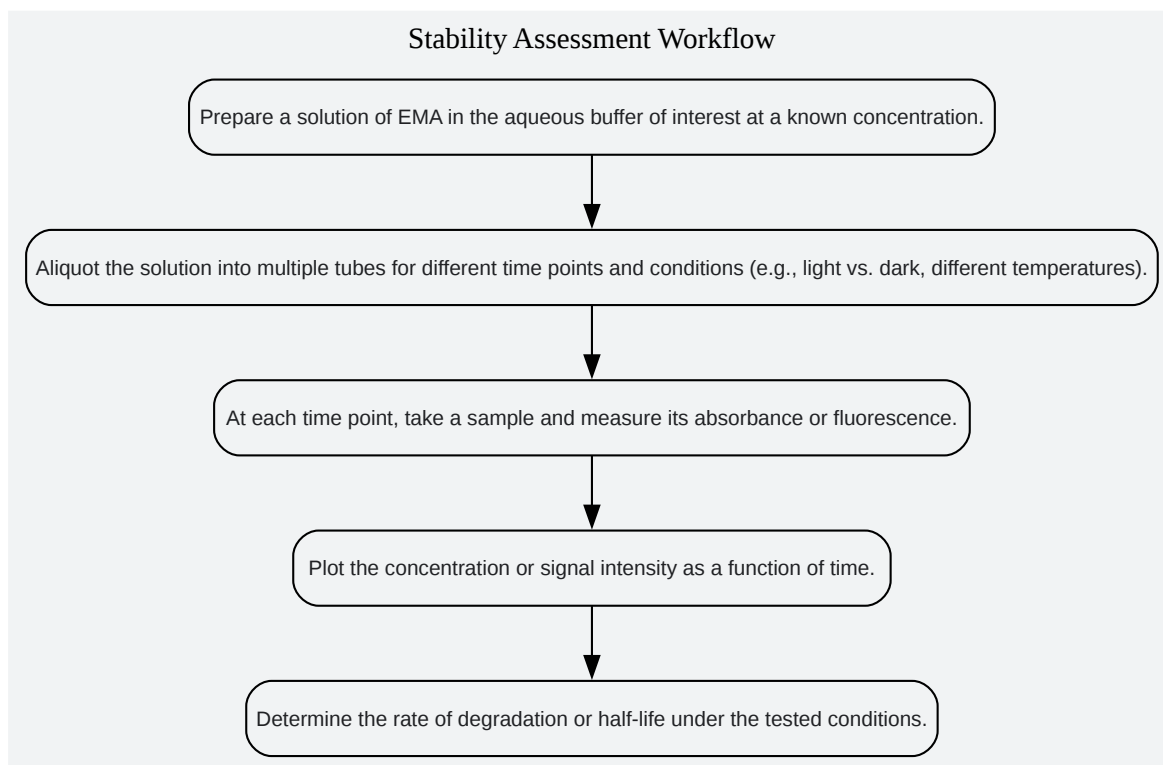 Stability Assessment Workflow
Prepare a solution of EMA in the aqueous buffer of interest at a known concentration.
Aliquot the solution into multiple tubes for different time points and conditions (e.g., light vs. dark, different temperatures).
At each time point, take a sample and measure its absorbance or fluorescence.
Plot the concentration or signal intensity as a function of time.
Determine the rate of degradation or half-life under the tested conditions.